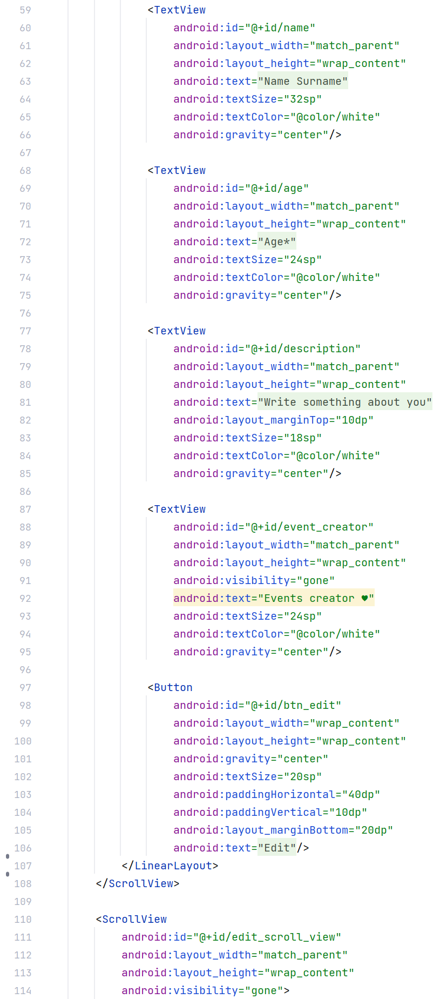 59 <TextView
60 android:id="@+id/name"
61 android:layout_width="match_parent"
62 android:layout_height="wrap_content"
63 android:text="Name Surname"
64 android:textSize="32sp"
65 android:textColor="@color/white"
66 android:gravity="center"/>
67
68 <TextView
69 android:id="@+id/age"
70 android:layout_width="match_parent"
71 android:layout_height="wrap_content"
72 android:text="Age*"
73 android:textSize="24sp"
74 android:textColor="@color/white"
75 android:gravity="center"/>
76
77 <TextView
78 android:id="@+id/description"
79 android:layout_width="match_parent"
80 android:layout_height="wrap_content"
81 android:text="Write something about you"
82 android:layout_marginTop="10dp"
83 android:textSize="18sp"
84 android:textColor="@color/white"
85 android:gravity="center"/>
86
87 <TextView
88 android:id="@+id/event_creator"
89 android:layout_width="match_parent"
90 android:layout_height="wrap_content"
91 android:visibility="gone"
92 android:text="Events creator ♥"
93 android:textSize="24sp"
94 android:textColor="@color/white"
95 android:gravity="center"/>
96
97 <Button
98 android:id="@+id/btn_edit"
99 android:layout_width="wrap_content"
100 android:layout_height="wrap_content"
101 android:gravity="center"
102 android:textSize="20sp"
103 android:paddingHorizontal="40dp"
104 android:paddingVertical="10dp"
105 android:layout_marginBottom="20dp"
106 android:text="Edit"/>
107 </LinearLayout>
108 </ScrollView>
109
110 <ScrollView
111 android:id="@+id/edit_scroll_view"
112 android:layout_width="match_parent"
113 android:layout_height="wrap_content"
114 android:visibility="gone">